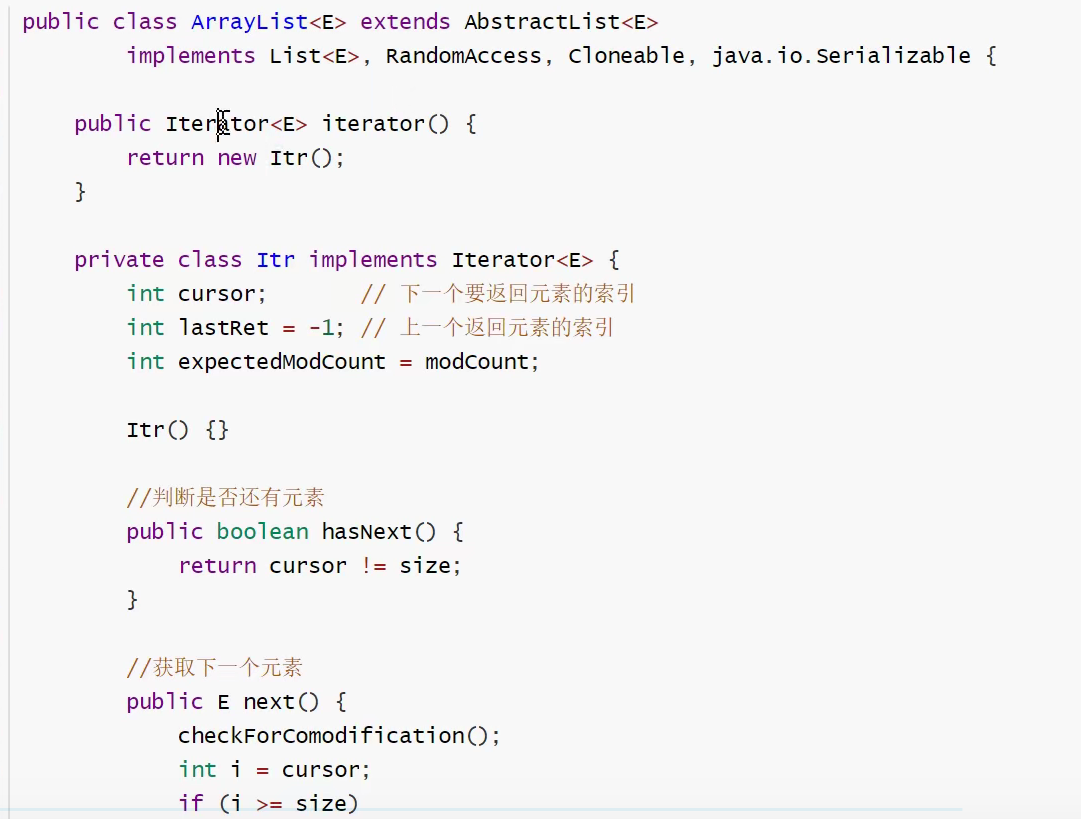 public class ArrayList<E> extends AbstractList<E>
        implements List<E>, RandomAccess, Cloneable, java.io.Serializable {
    public Iterator<E> iterator() {
        return new Itr();
    }
    private class Itr implements Iterator<E> {
        int cursor;       // 下一个要返回元素的索引
        int lastRet = -1; // 上一个返回元素的索引
        int expectedModCount = modCount;
        Itr() {}
        //判断是否还有元素
        public boolean hasNext() {
            return cursor != size;
        }
        //获取下一个元素
        public E next() {
            checkForComodification();
            int i = cursor;
            if (i >= size)